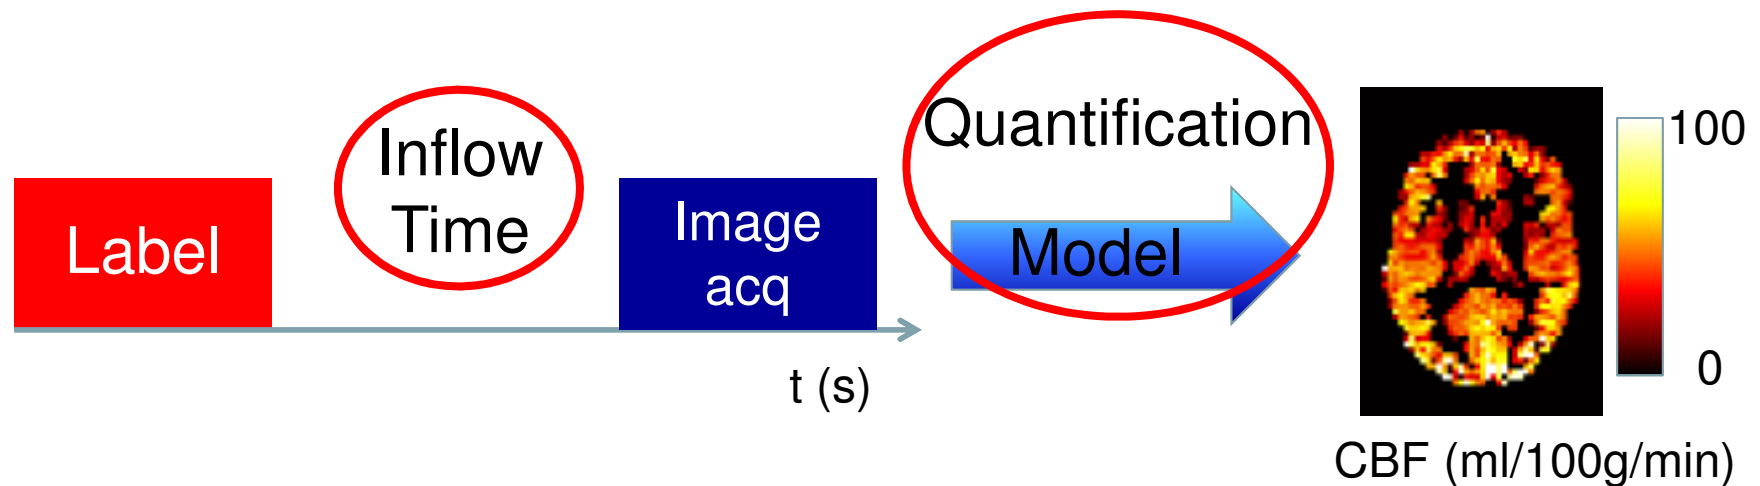 Label
Inflow
Time
Image
acq
t (s)
Quantification
Model
100
0
CBF (ml/100g/min)